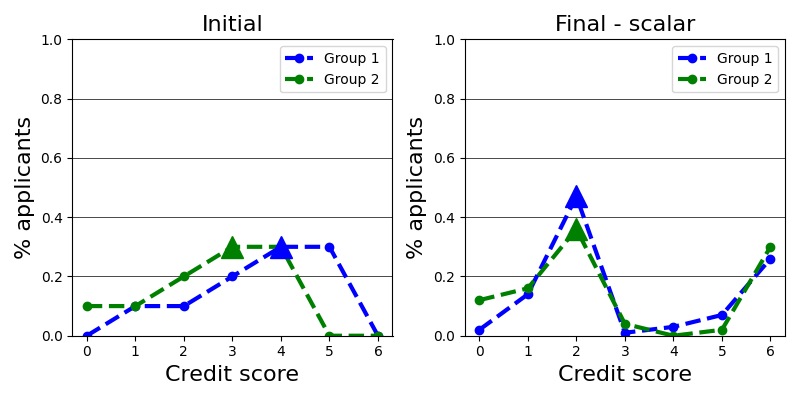 Initial
Group 1
Group 2
1.0
0.8
0.6
0.4
0.2
0.0
% applicants
0 1 2 3 4 5 6
Credit score
Final - scalar
Group 1
Group 2
1.0
0.8
0.6
0.4
0.2
0.0
% applicants
0 1 2 3 4 5 6
Credit score